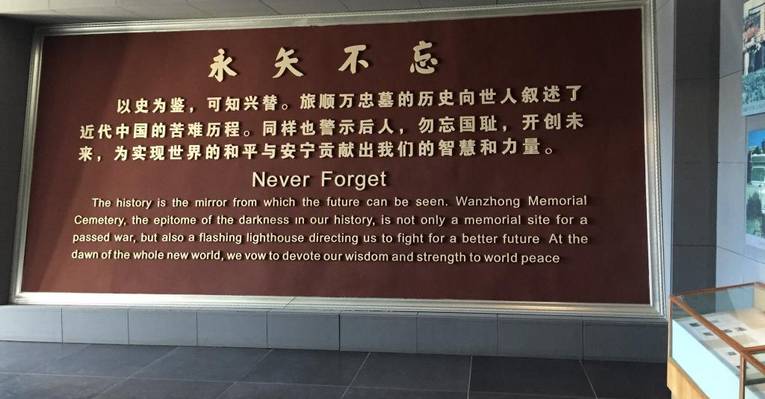 永矢不忘
以史为鉴，可知兴替。旅顺万忠墓的历史向世人叙述了
近代中国的苦难历程。同样也警示后人，勿忘国耻，开创未
来，为实现世界的和平与安宁贡献出我们的智慧和力量。
Never Forget
The history is the mirror from which the future can be seen. Wanzhong Memorial
Cemetery, the epitome of the darkness in our history, is not only a memorial site for a
passed war, but also a flashing lighthouse directing us to fight for a better future At the
dawn of the whole new world, we vow to devote our wisdom and strength to world peace